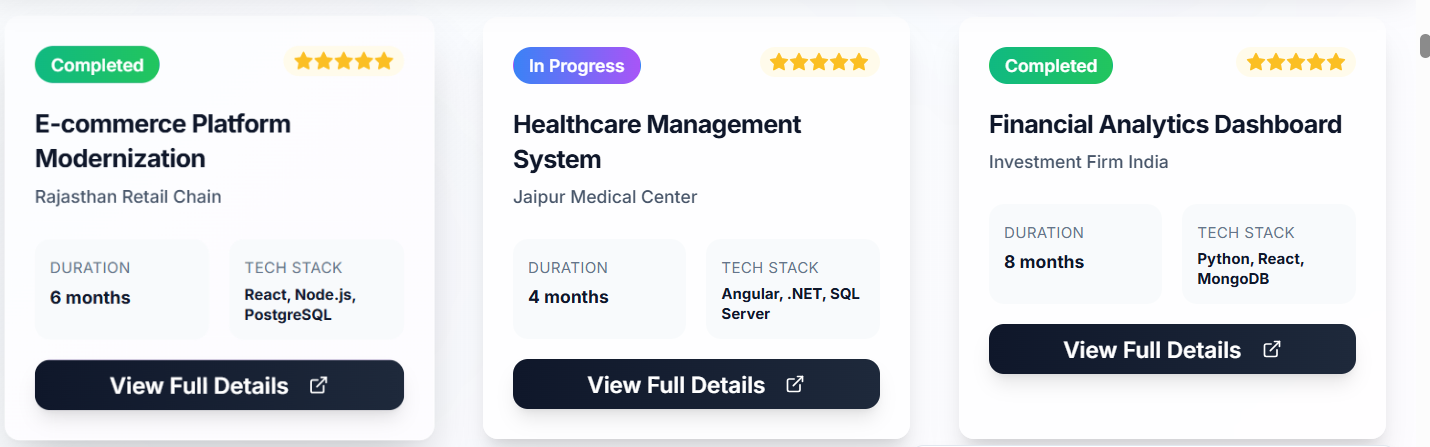 Completed
E-commerce Platform
Modernization
Rajasthan Retail Chain
DURATION
6 months
TECH STACK
React, Node.js,
PostgreSQL
View Full Details
In Progress
Healthcare Management
System
Jaipur Medical Center
DURATION
4 months
TECH STACK
Angular, .NET, SQL
Server
View Full Details
Completed
Financial Analytics Dashboard
Investment Firm India
DURATION
8 months
TECH STACK
Python, React,
MongoDB
View Full Details